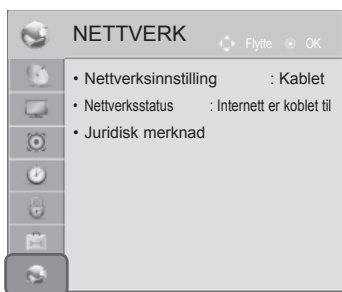 NETTVERK
Flytte OK
• Nettverksinnstilling : Kablet
• Nettverksstatus : Internett er koblet til
• Juridisk merknad